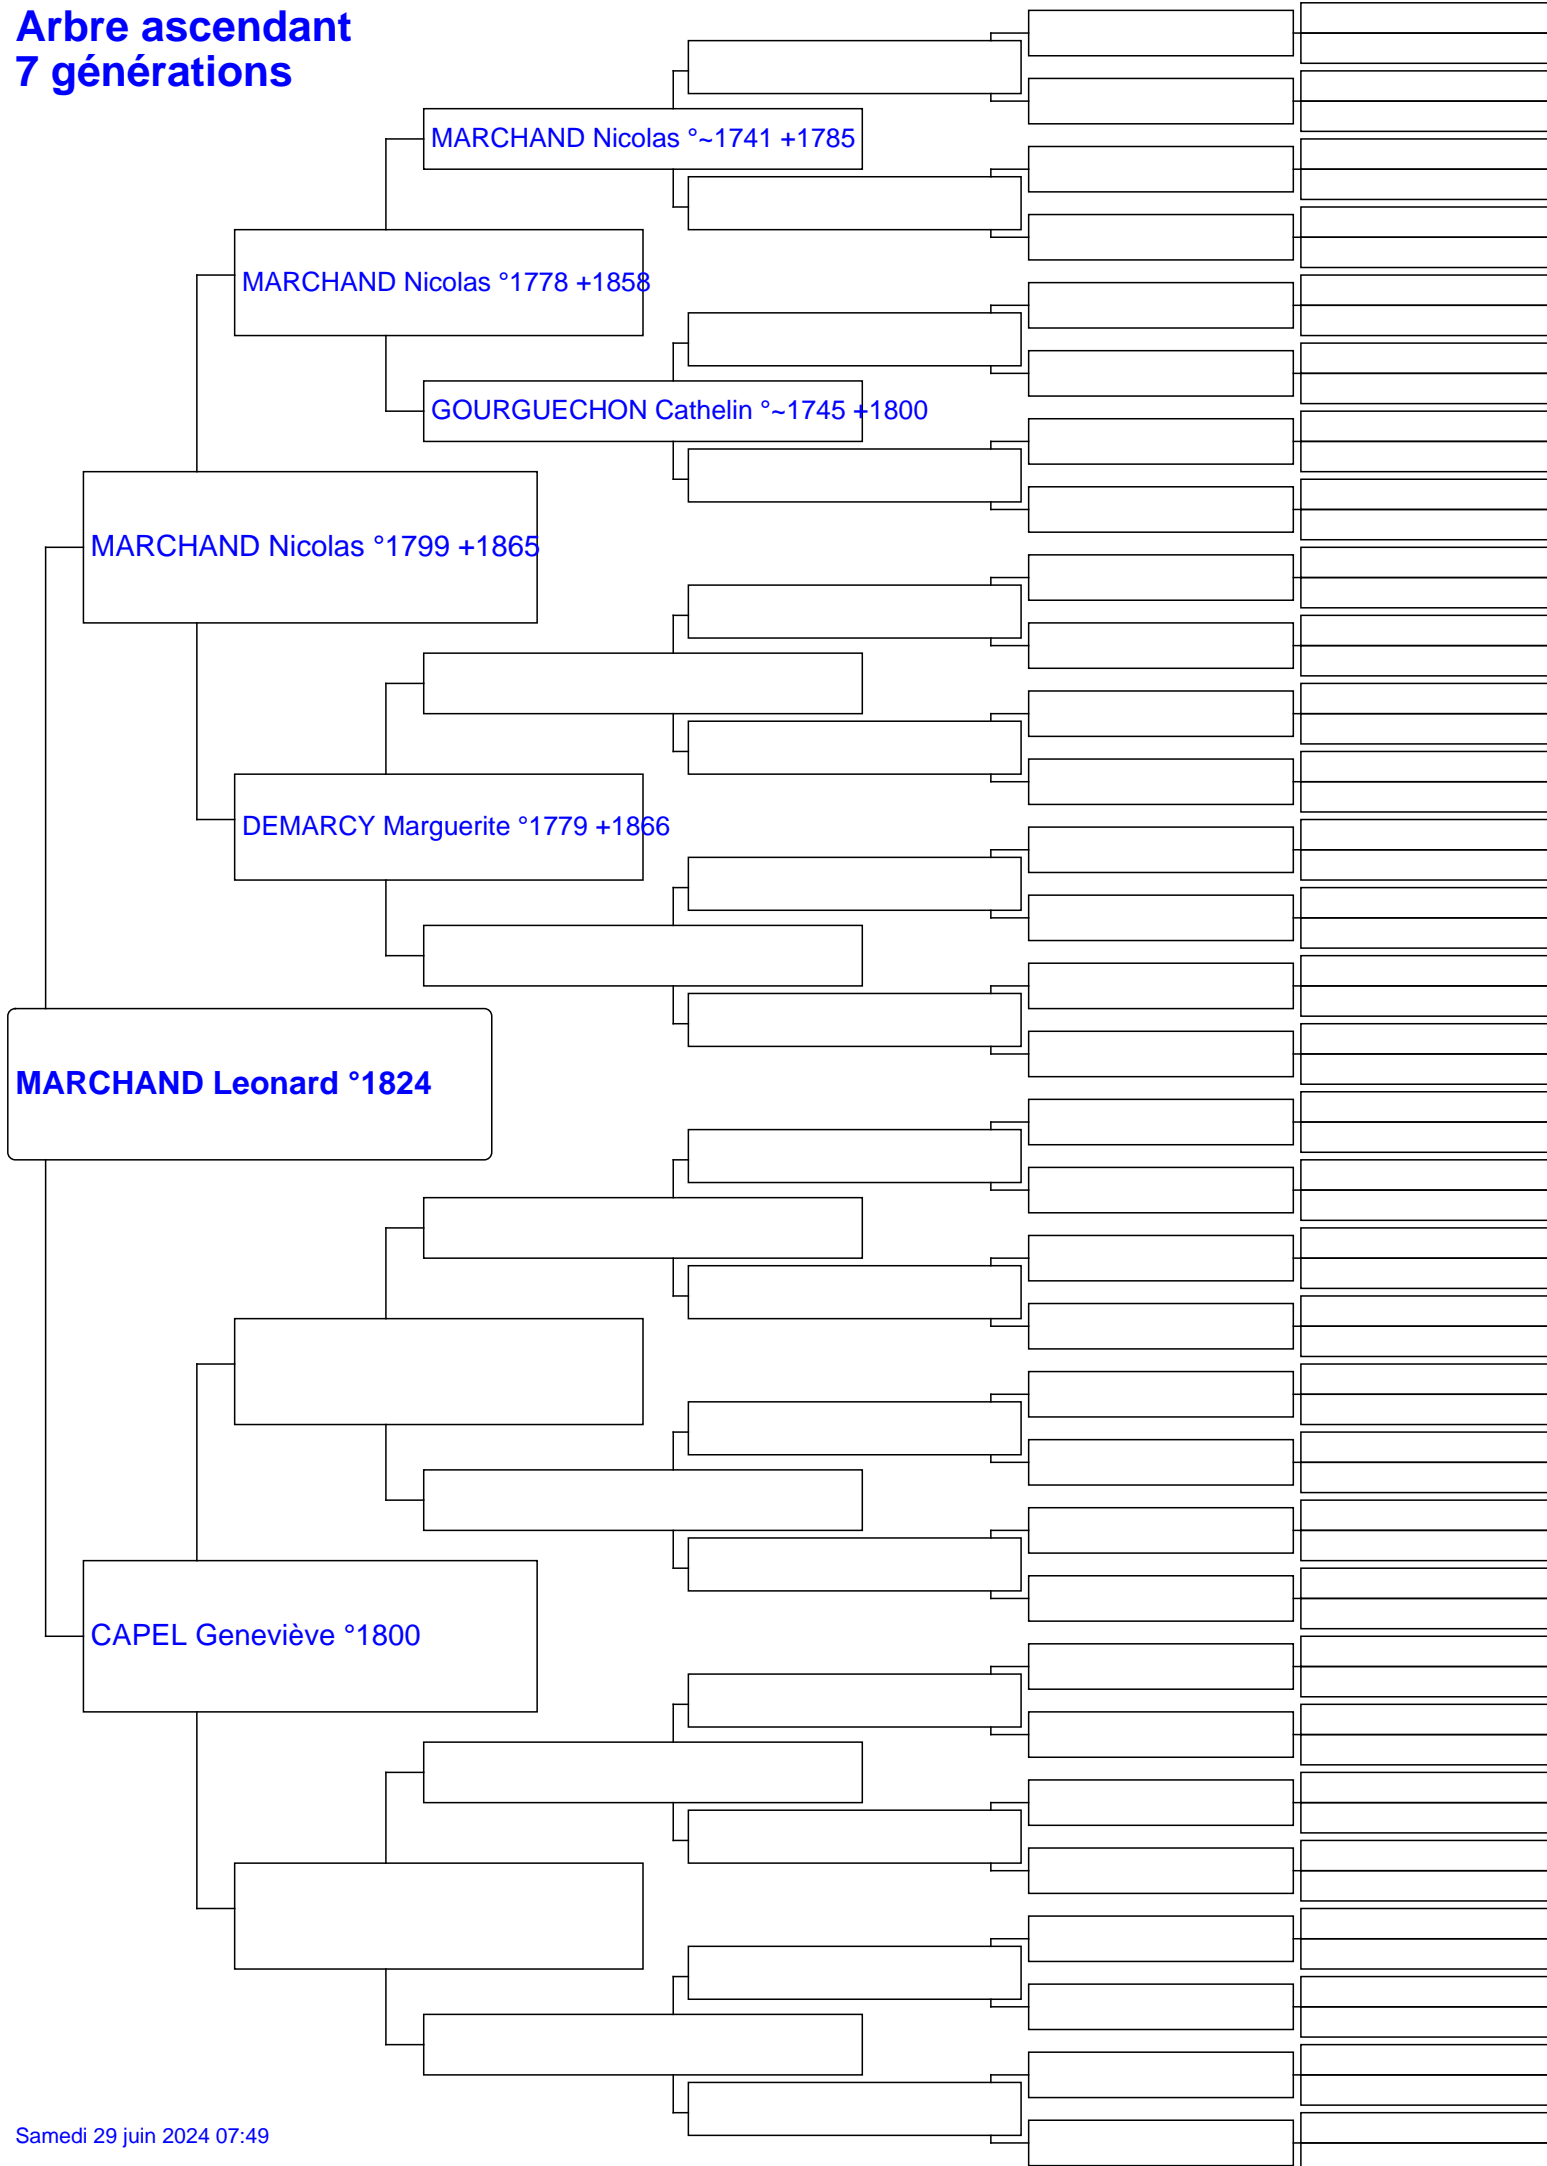 Arbre ascendant
7 générations
MARCHAND Nicolas °~1741 +1785
MARCHAND Nicolas °1778 +1858
GOURGUECHON Cathelin °~1745 +1800
MARCHAND Nicolas °1799 +1865
DEMARCY Marguerite °1779 +1866
MARCHAND Leonard °1824
CAPEL Geneviève °1800
Samedi 29 juin 2024 07:49